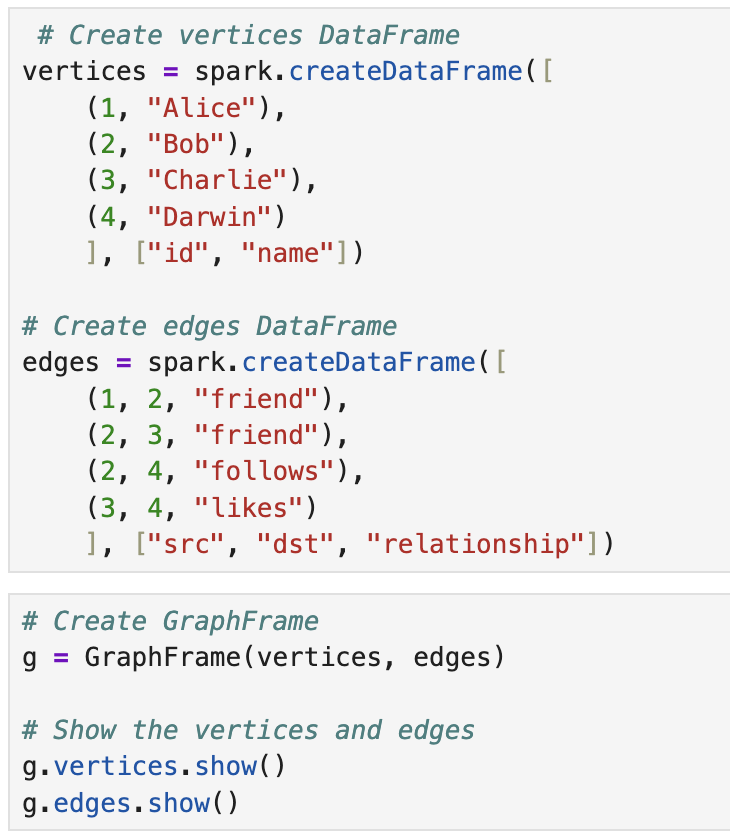 # Create vertices DataFrame
vertices = spark.createDataFrame([
    (1, "Alice"),
    (2, "Bob"),
    (3, "Charlie"),
    (4, "Darwin")
    ], ["id", "name"])

# Create edges DataFrame
edges = spark.createDataFrame([
    (1, 2, "friend"),
    (2, 3, "friend"),
    (2, 4, "follows"),
    (3, 4, "likes")
    ], ["src", "dst", "relationship"])

# Create GraphFrame
g = GraphFrame(vertices, edges)

# Show the vertices and edges
g.vertices.show()
g.edges.show()